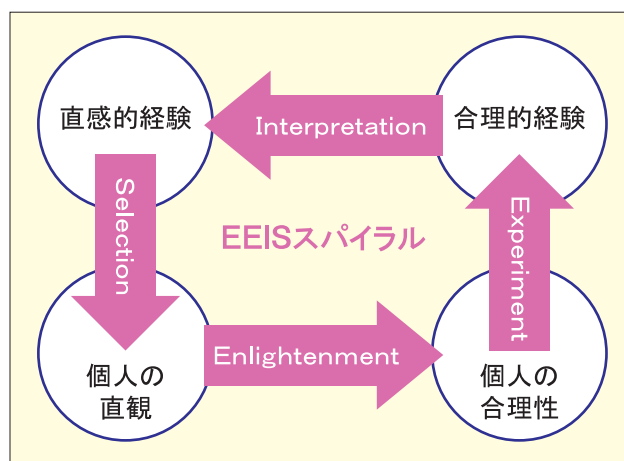 直感的経験
Interpretation
合理的経験
Selection
EEISスパイラル
Experiment
個人の
直観
Enlightenment
個人の
合理性